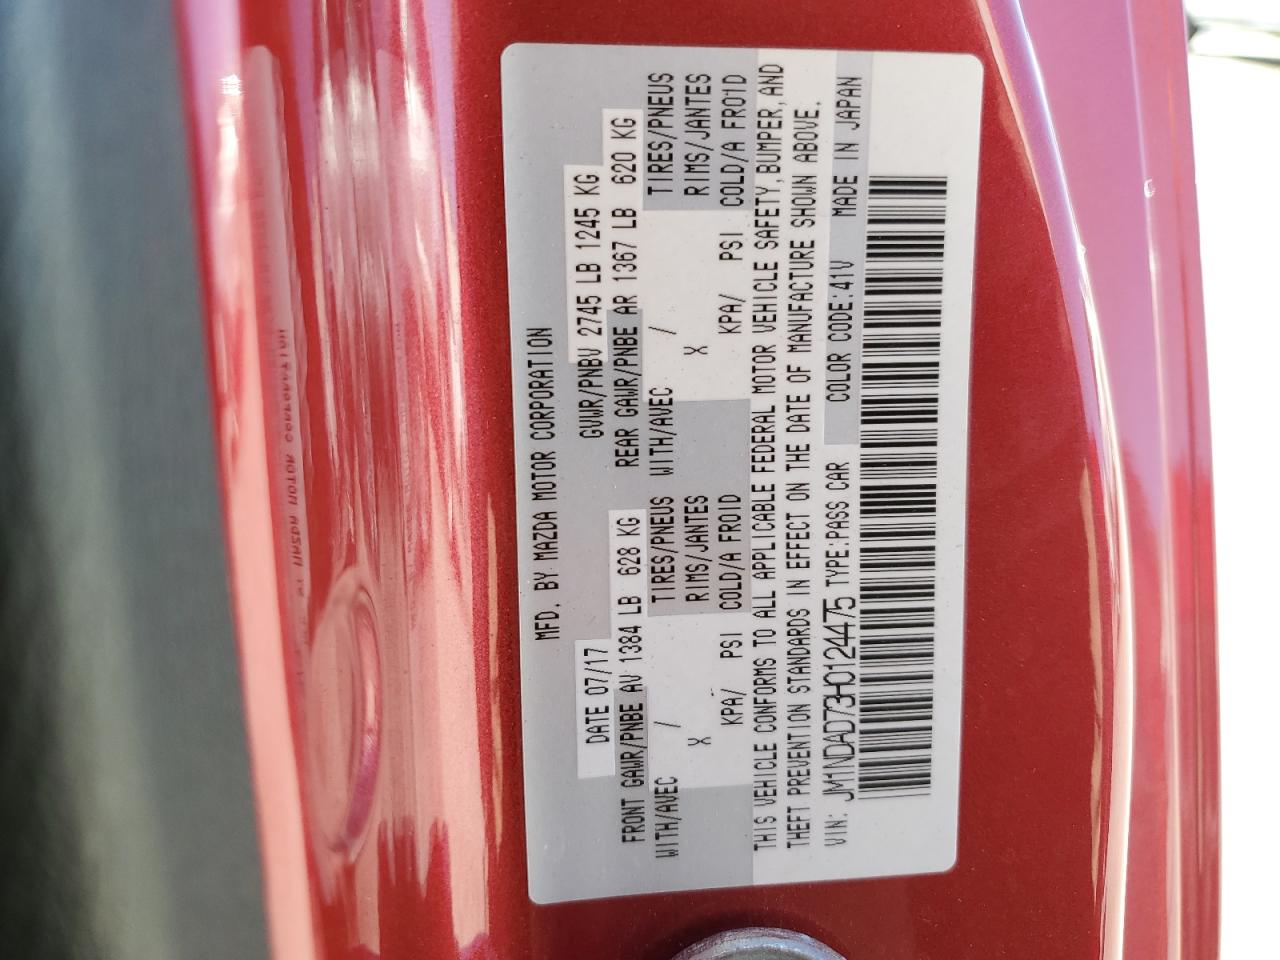 MFD. BY MAZDA MOTOR CORPORATION
DATE 07/17 GVWR/PNBV 2745 LB 1245 KG
FRONT GAWR/PNBE AV 1384 LB 628 KG REAR GAWR/PNBE AR 1367 LB 620 KG
WITH/AVEC / TIRES/PNEUS WITH/AVEC / TIRES/PNEUS
X RIMS/JANTES X RIMS/JANTES
KPA/ PSI COLD/A FROID KPA/ PSI COLD/A FROID
THIS VEHICLE CONFORMS TO ALL APPLICABLE FEDERAL MOTOR VEHICLE SAFETY, BUMPER, AND
THEFT PREVENTION STANDARDS IN EFFECT ON THE DATE OF MANUFACTURE SHOWN ABOVE.
VIN: JM1NDAD73H0124475 TYPE:PASS CAR COLOR CODE:41V MADE IN JAPAN